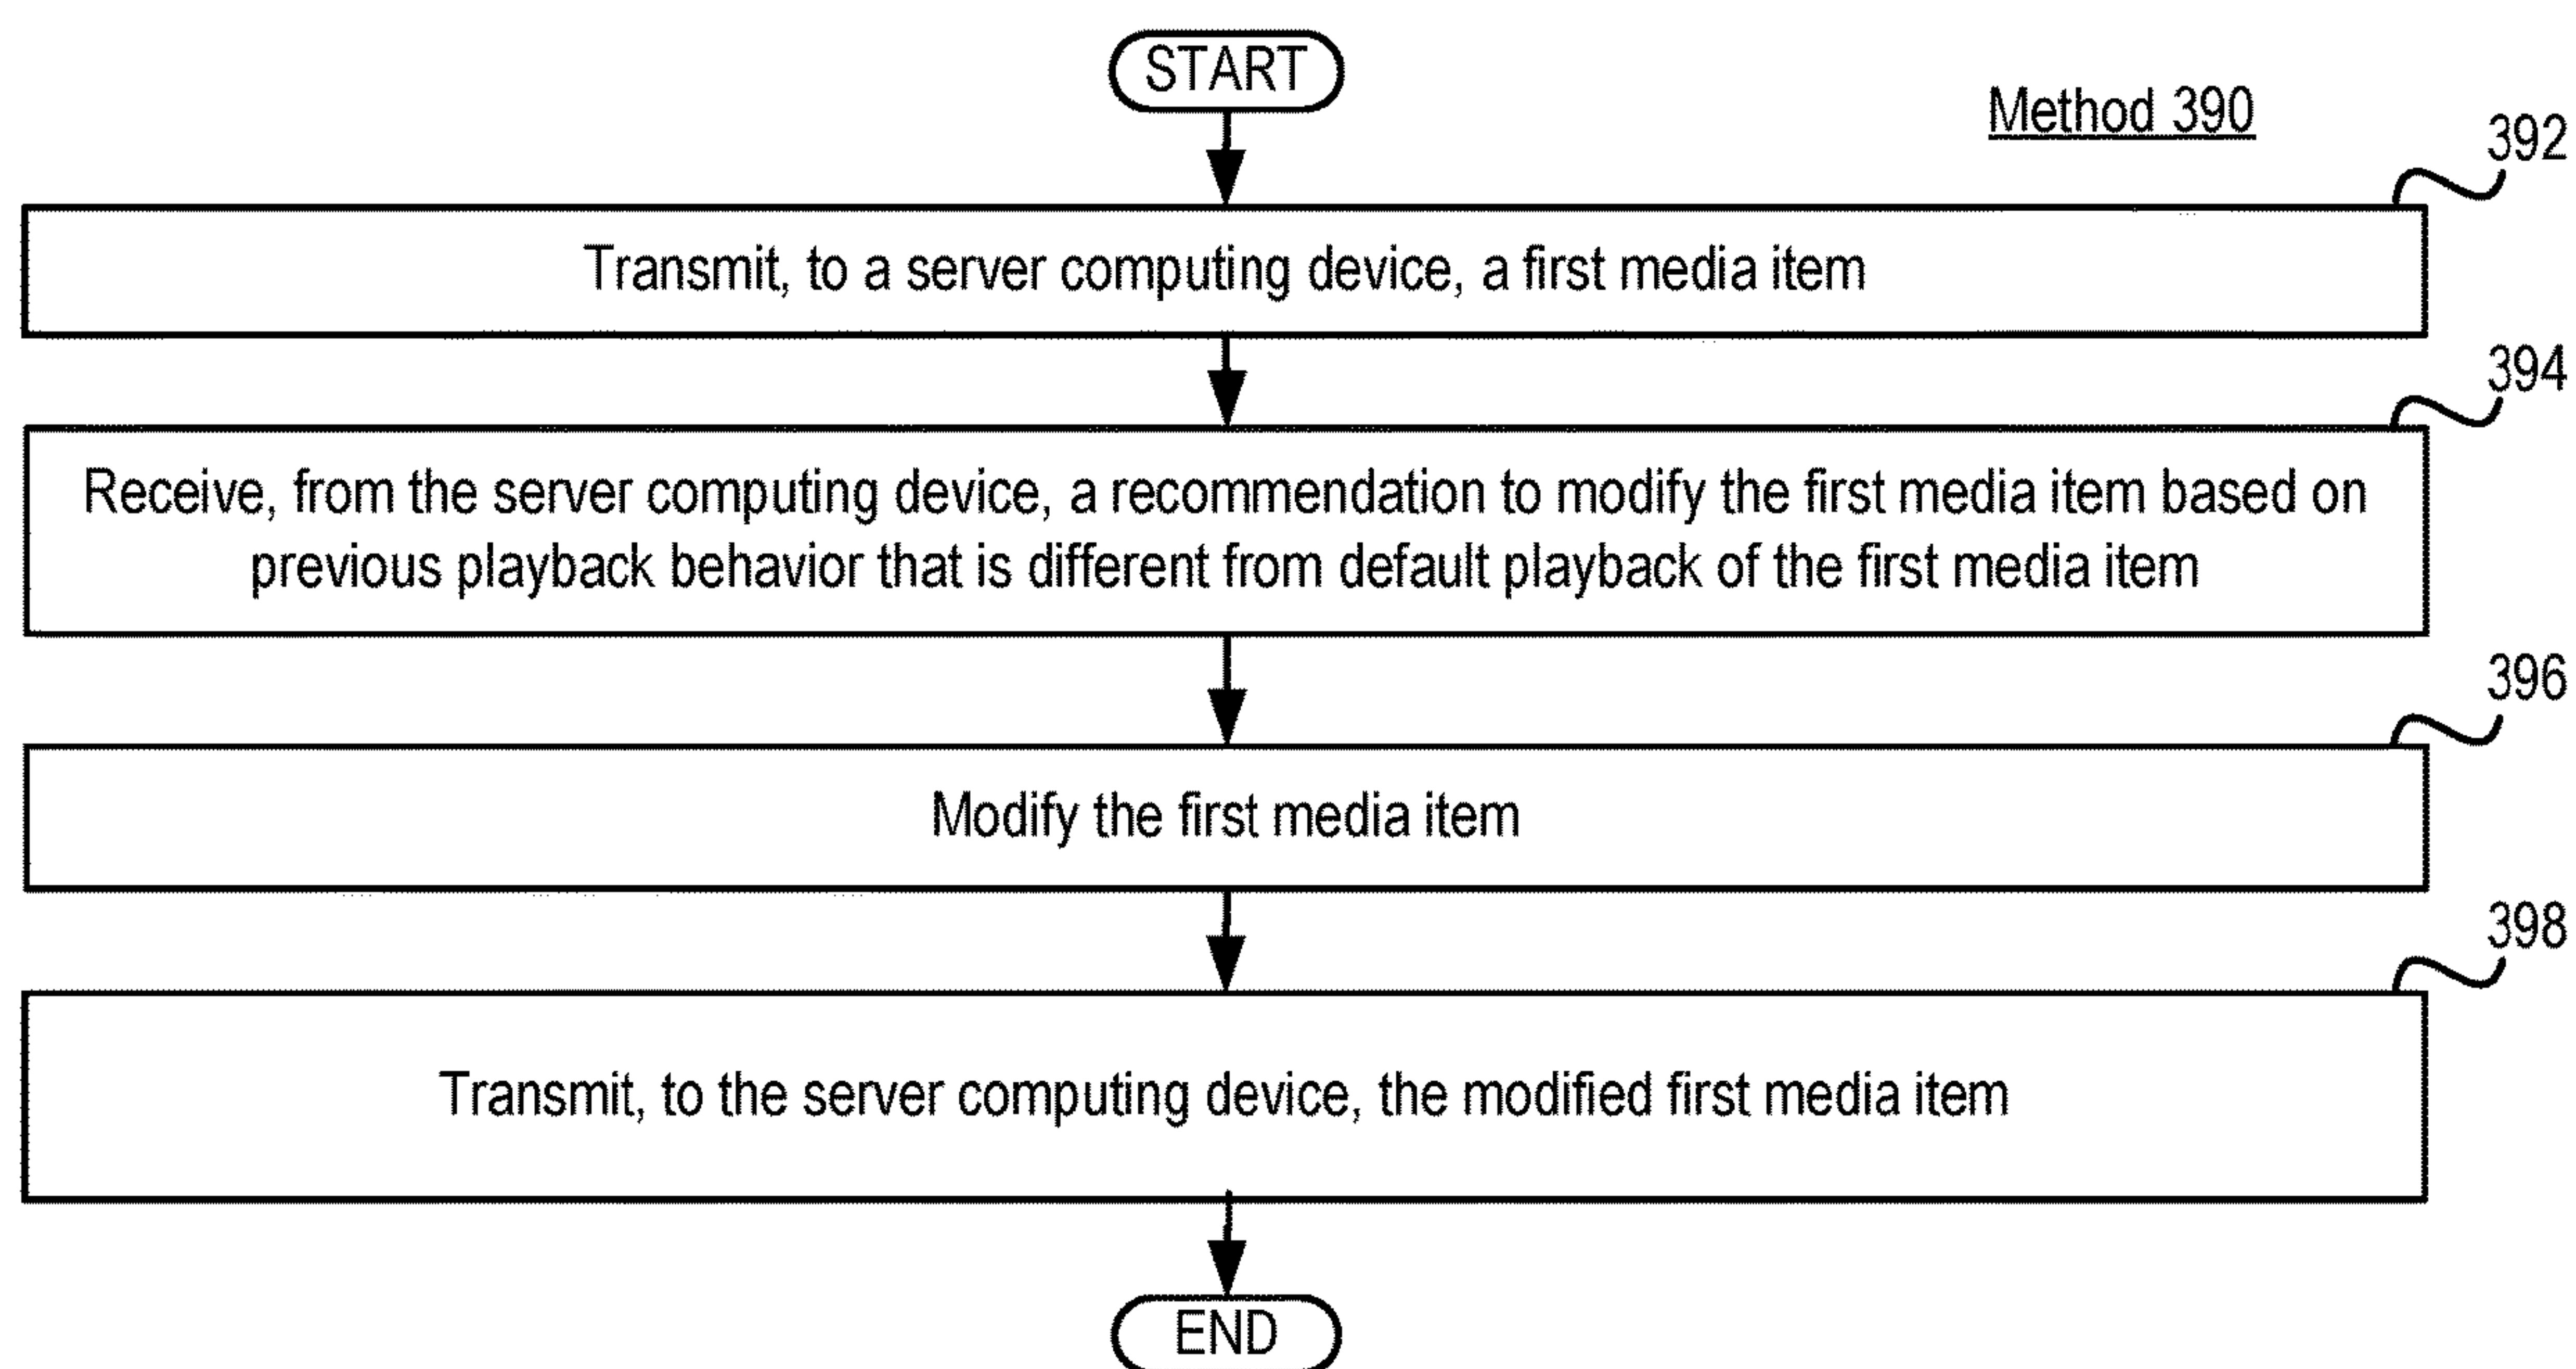 START
Method 390
392
Transmit, to a server computing device, a first media item
394
Receive, from the server computing device, a recommendation to modify the first media item based on
previous playback behavior that is different from default playback of the first media item
396
Modify the first media item
398
Transmit, to the server computing device, the modified first media item
END